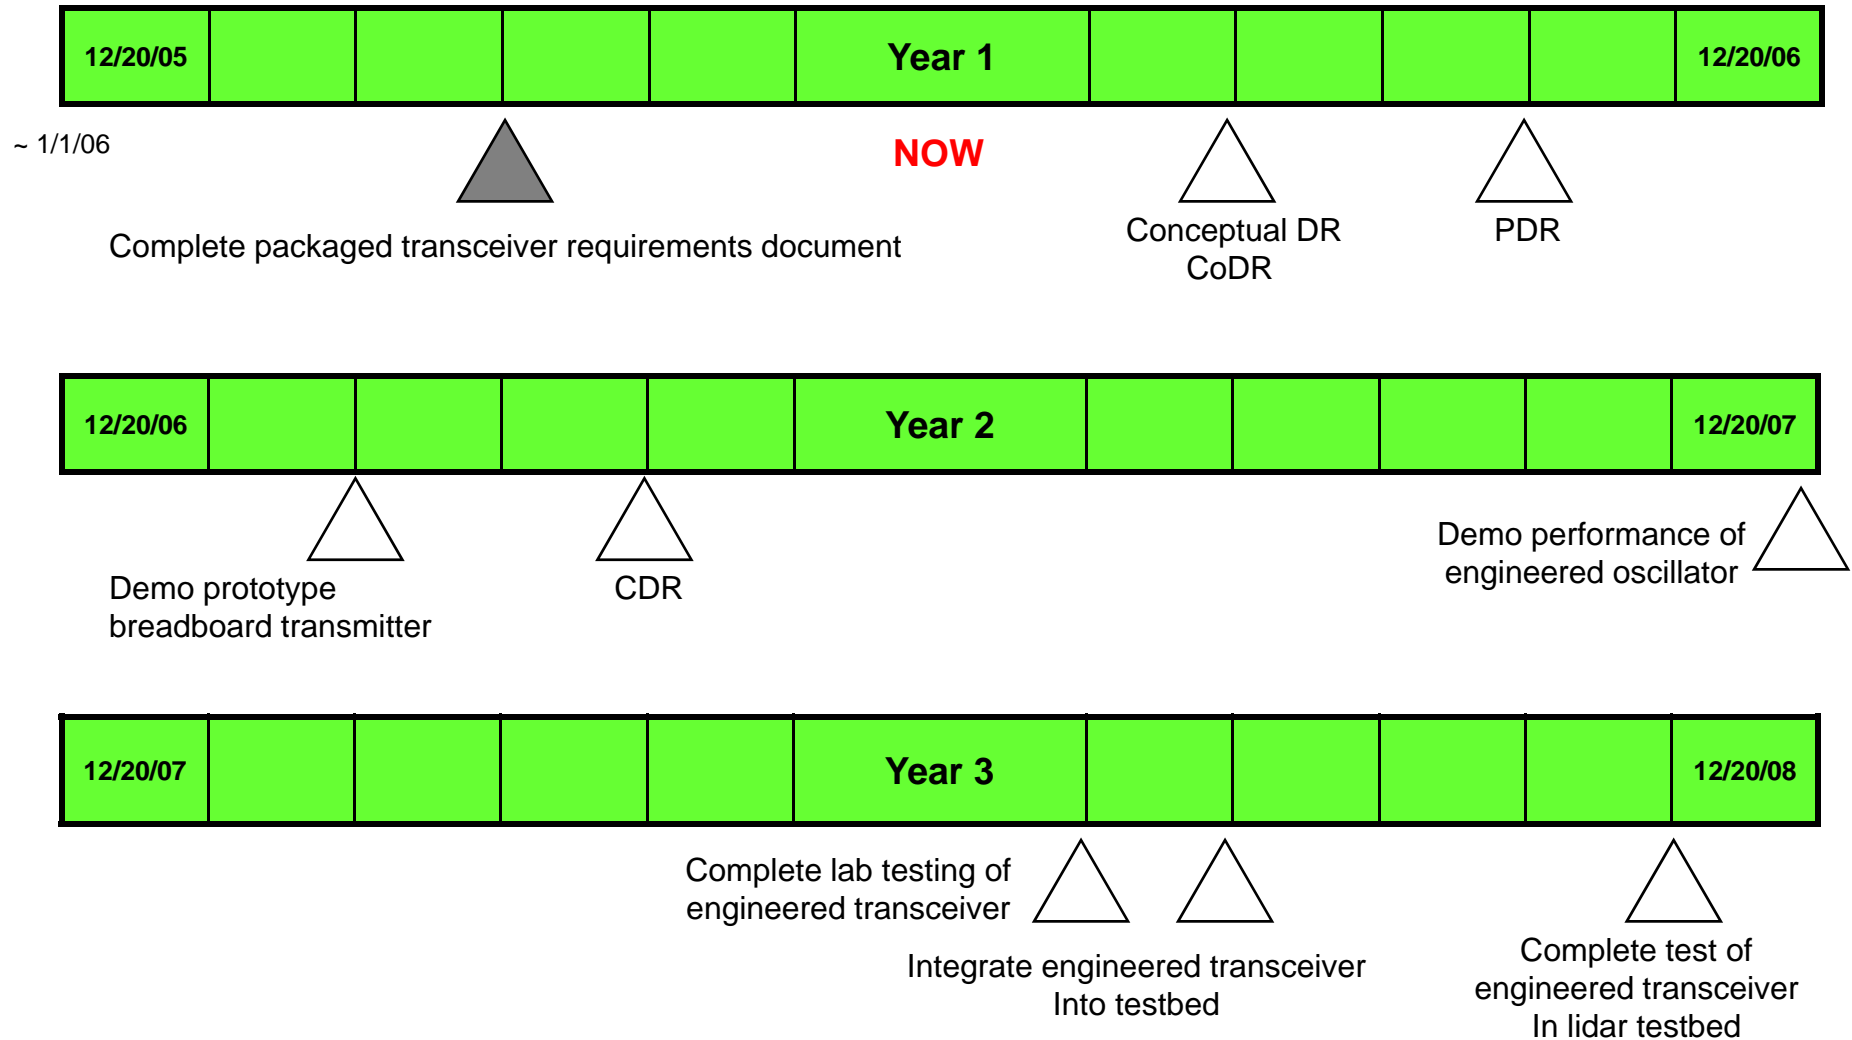 12/20/05
Year 1
12/20/06
~ 1/1/06
NOW
Complete packaged transceiver requirements document
Conceptual DR
CoDR
PDR
12/20/06
Year 2
12/20/07
Demo prototype
breadboard transmitter
CDR
Demo performance of
engineered oscillator
12/20/07
Year 3
12/20/08
Complete lab testing of
engineered transceiver
Integrate engineered transceiver
Into testbed
Complete test of
engineered transceiver
In lidar testbed